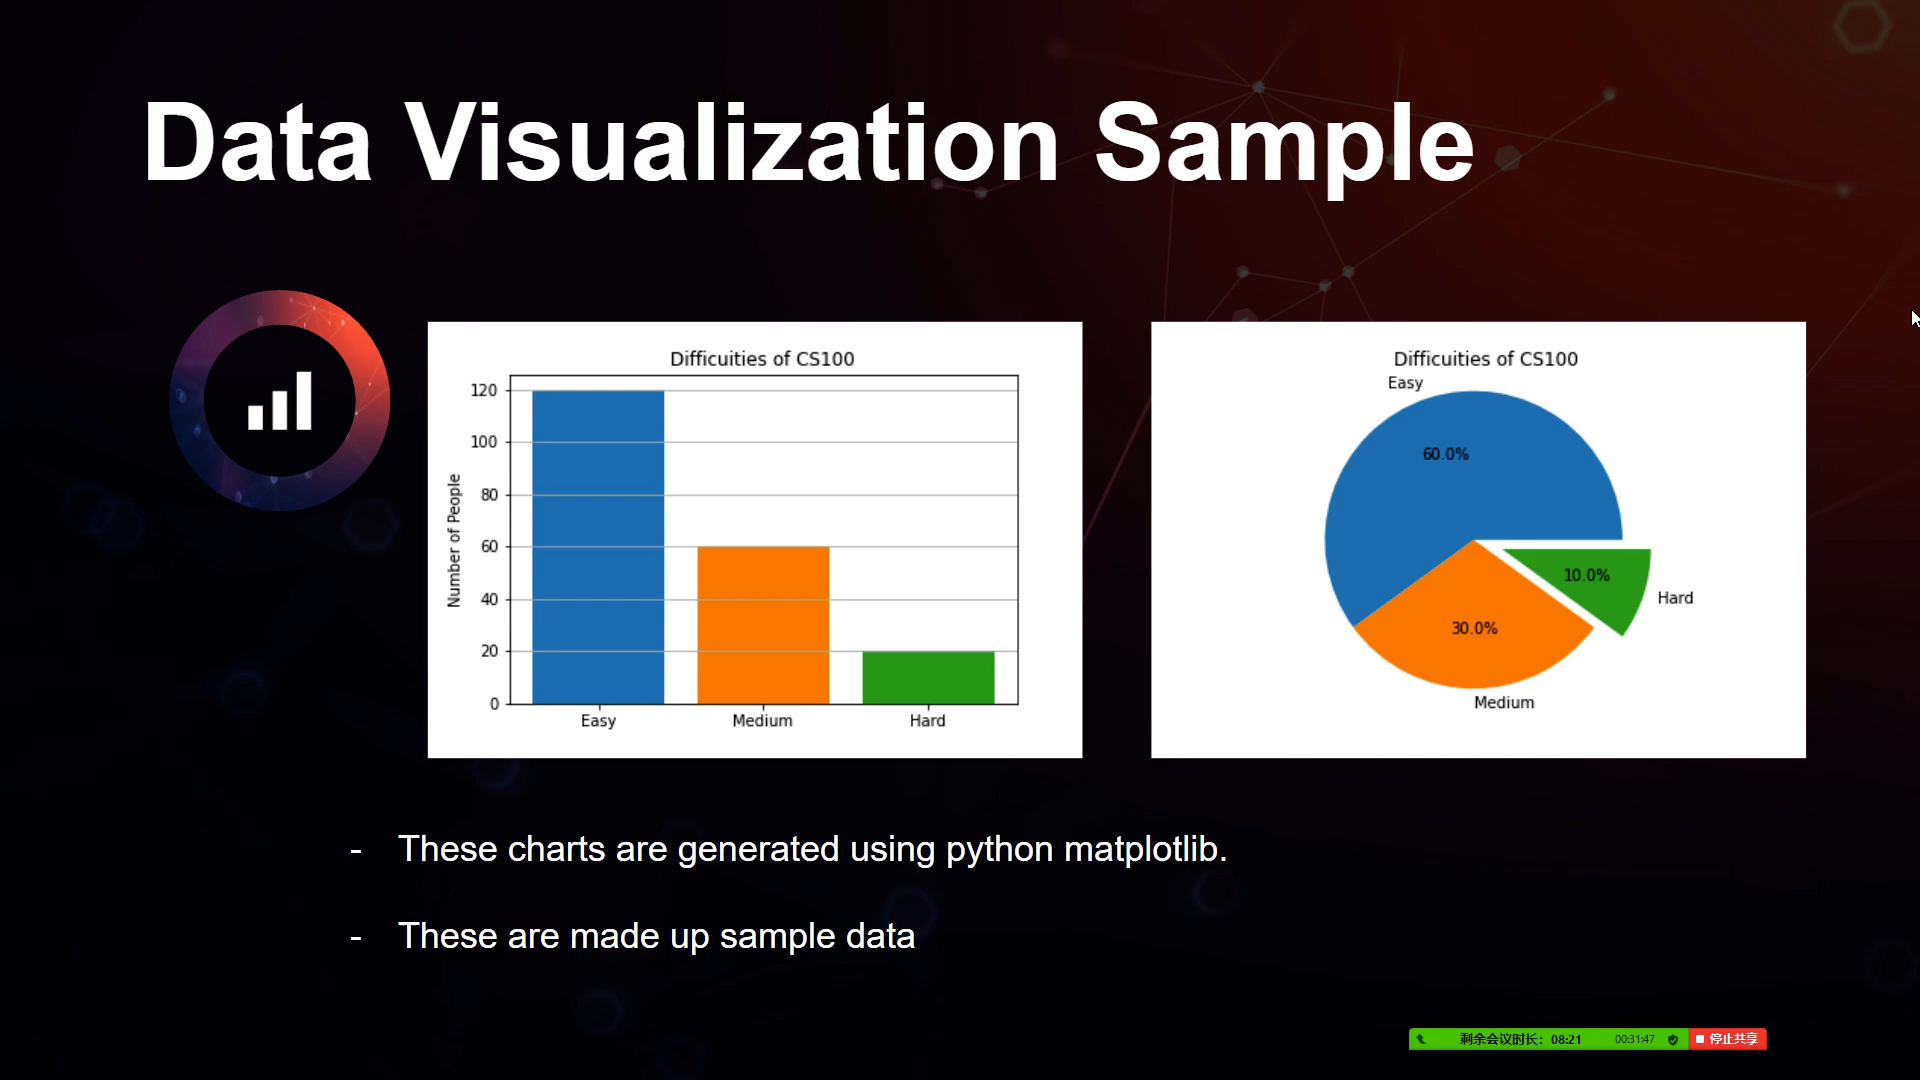 Data Visualization Sample
Difficuities of CS100
120
100
80
60
40
20
0
Number of People
Easy
Medium
Hard
Difficuities of CS100
Easy
60.0%
10.0%
Hard
30.0%
Medium
- These charts are generated using python matplotlib.
- These are made up sample data
剩余会议时长: 08:21 00:31:47 停止共享